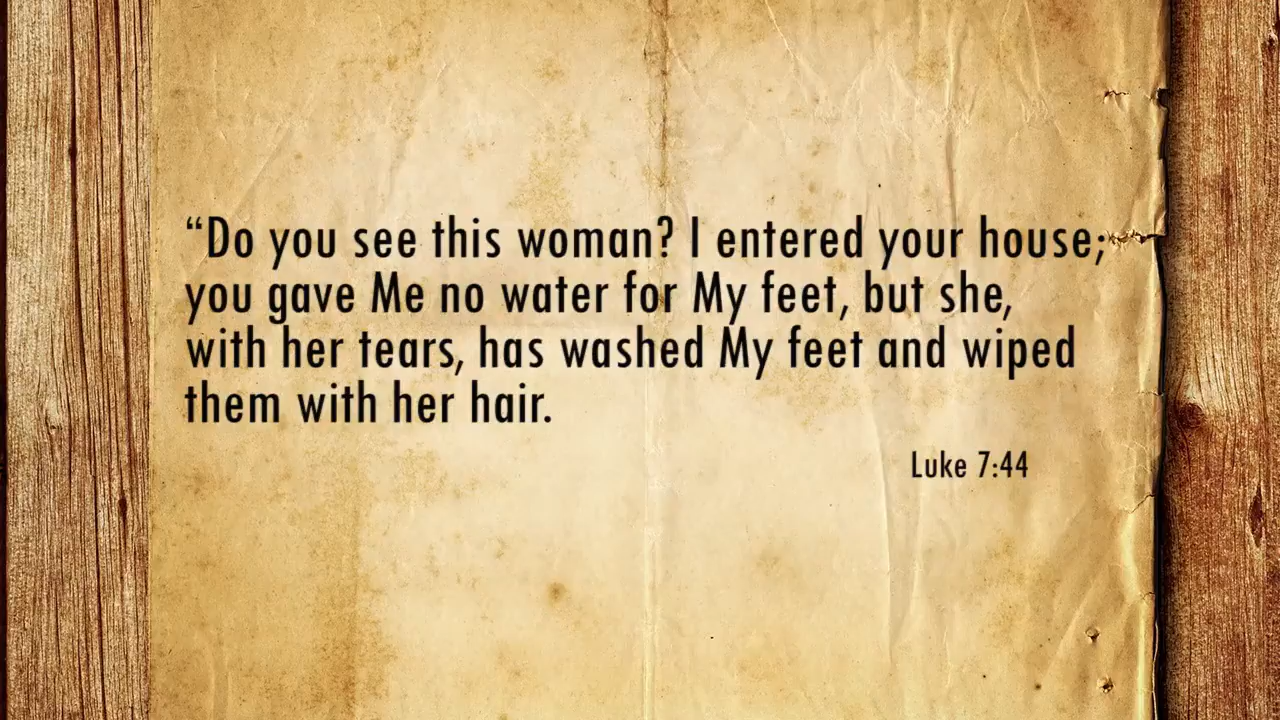 “Do you see this woman? I entered your house;
you gave Me no water for My feet, but she,
with her tears, has washed My feet and wiped
them with her hair.
Luke 7:44